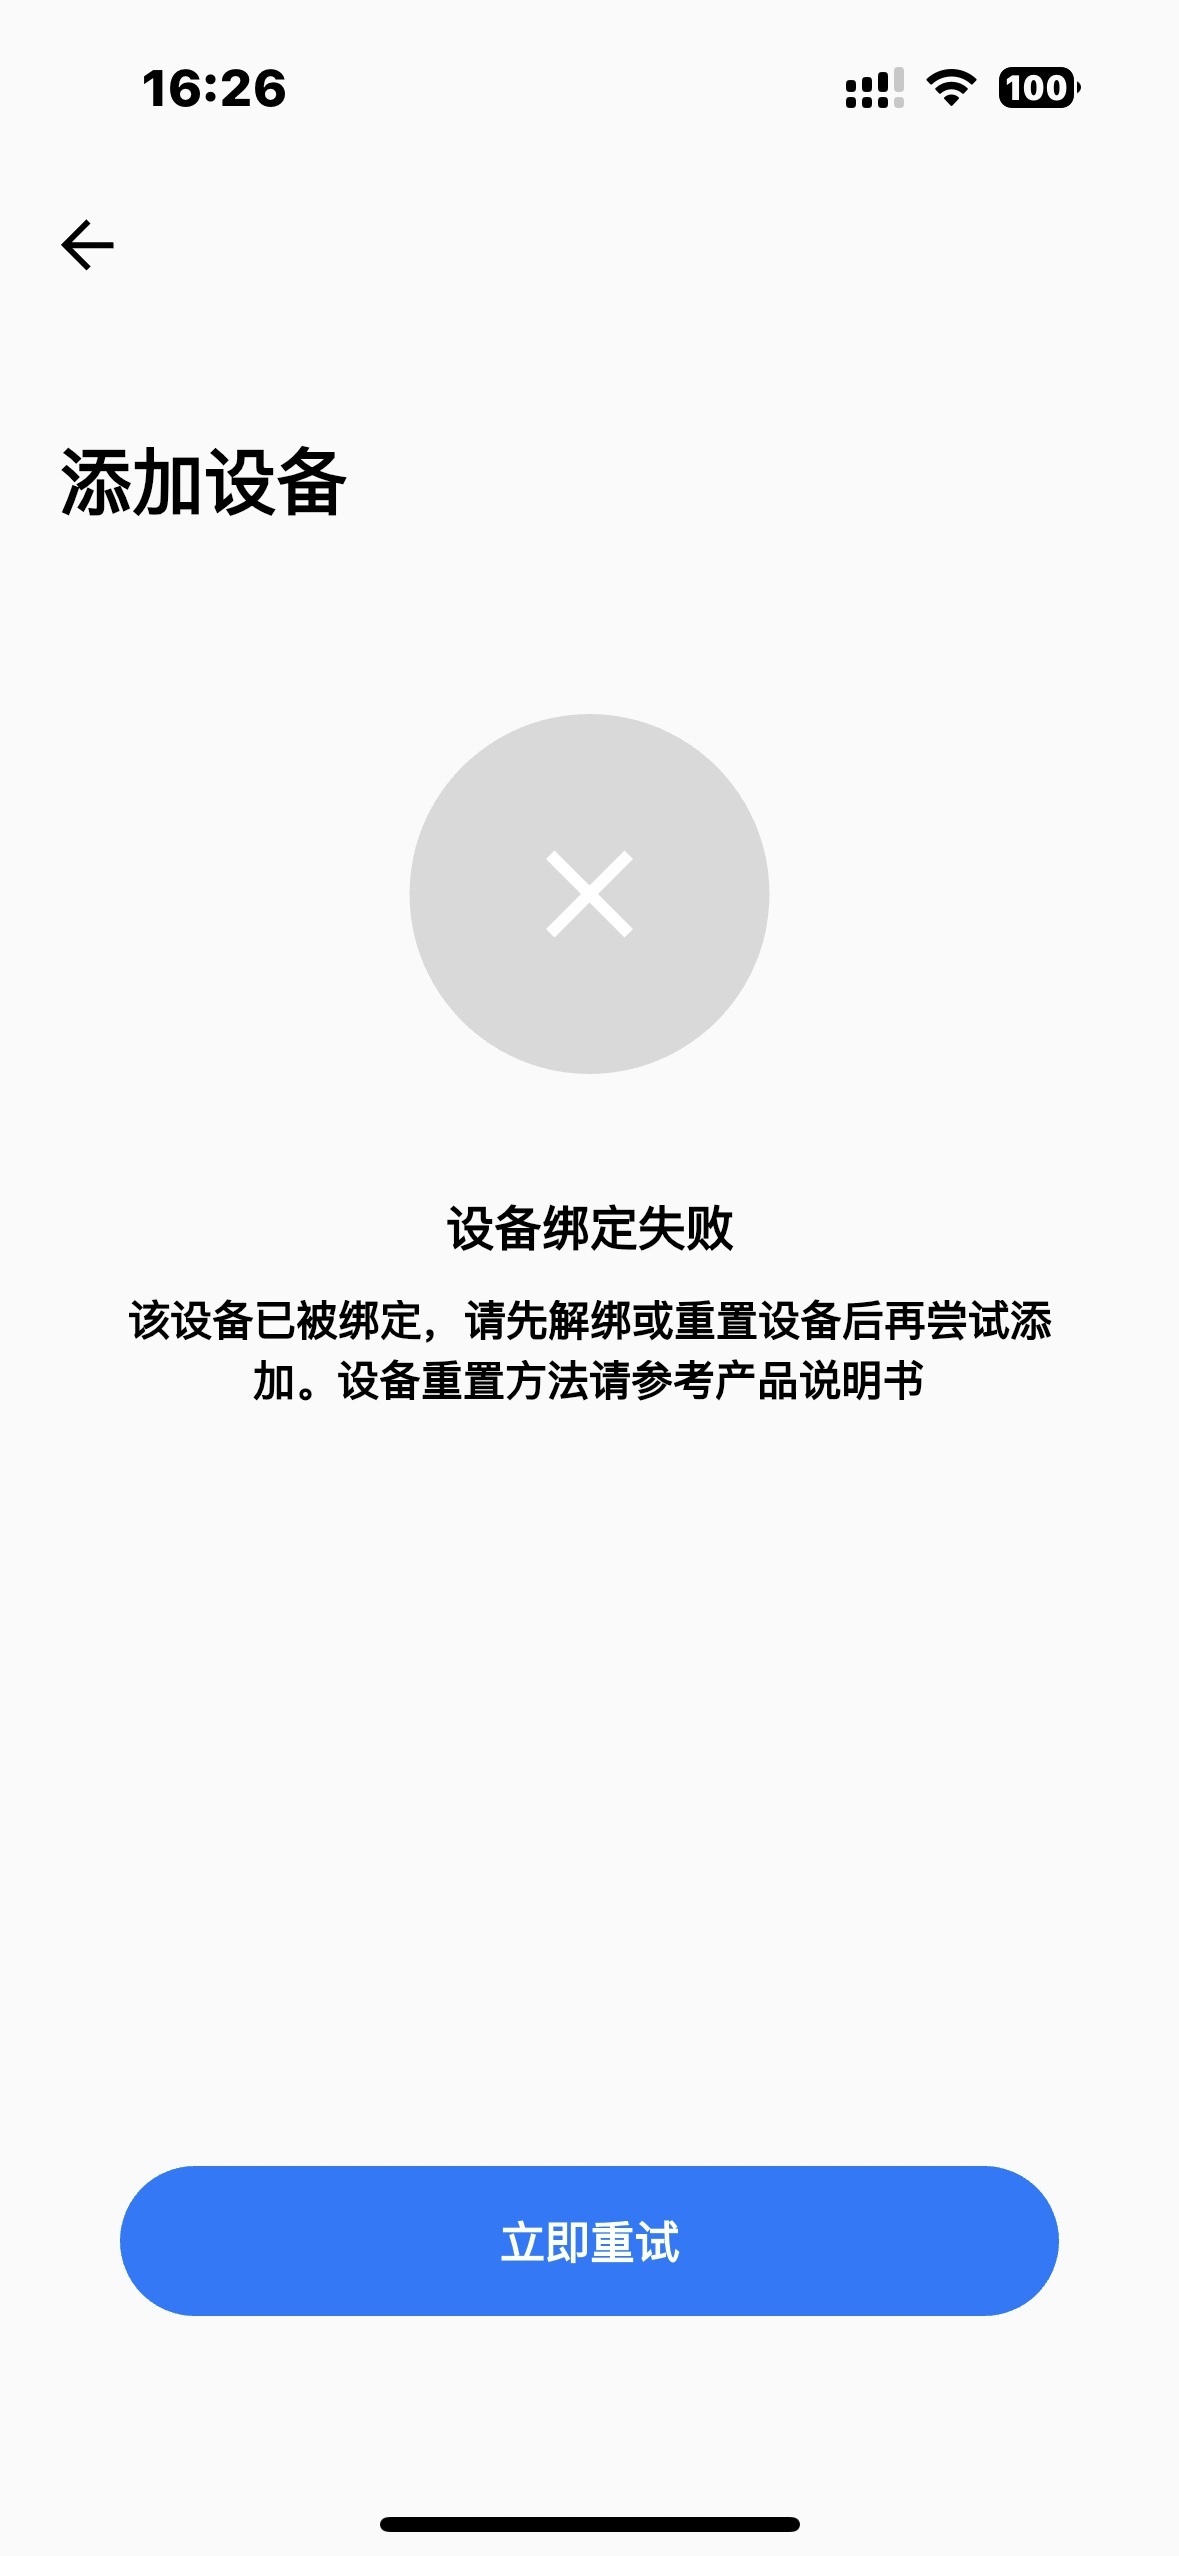 16:26
100
添加设备
设备绑定失败
该设备已被绑定，请先解绑或重置设备后再尝试添
加。设备重置方法请参考产品说明书
立即重试